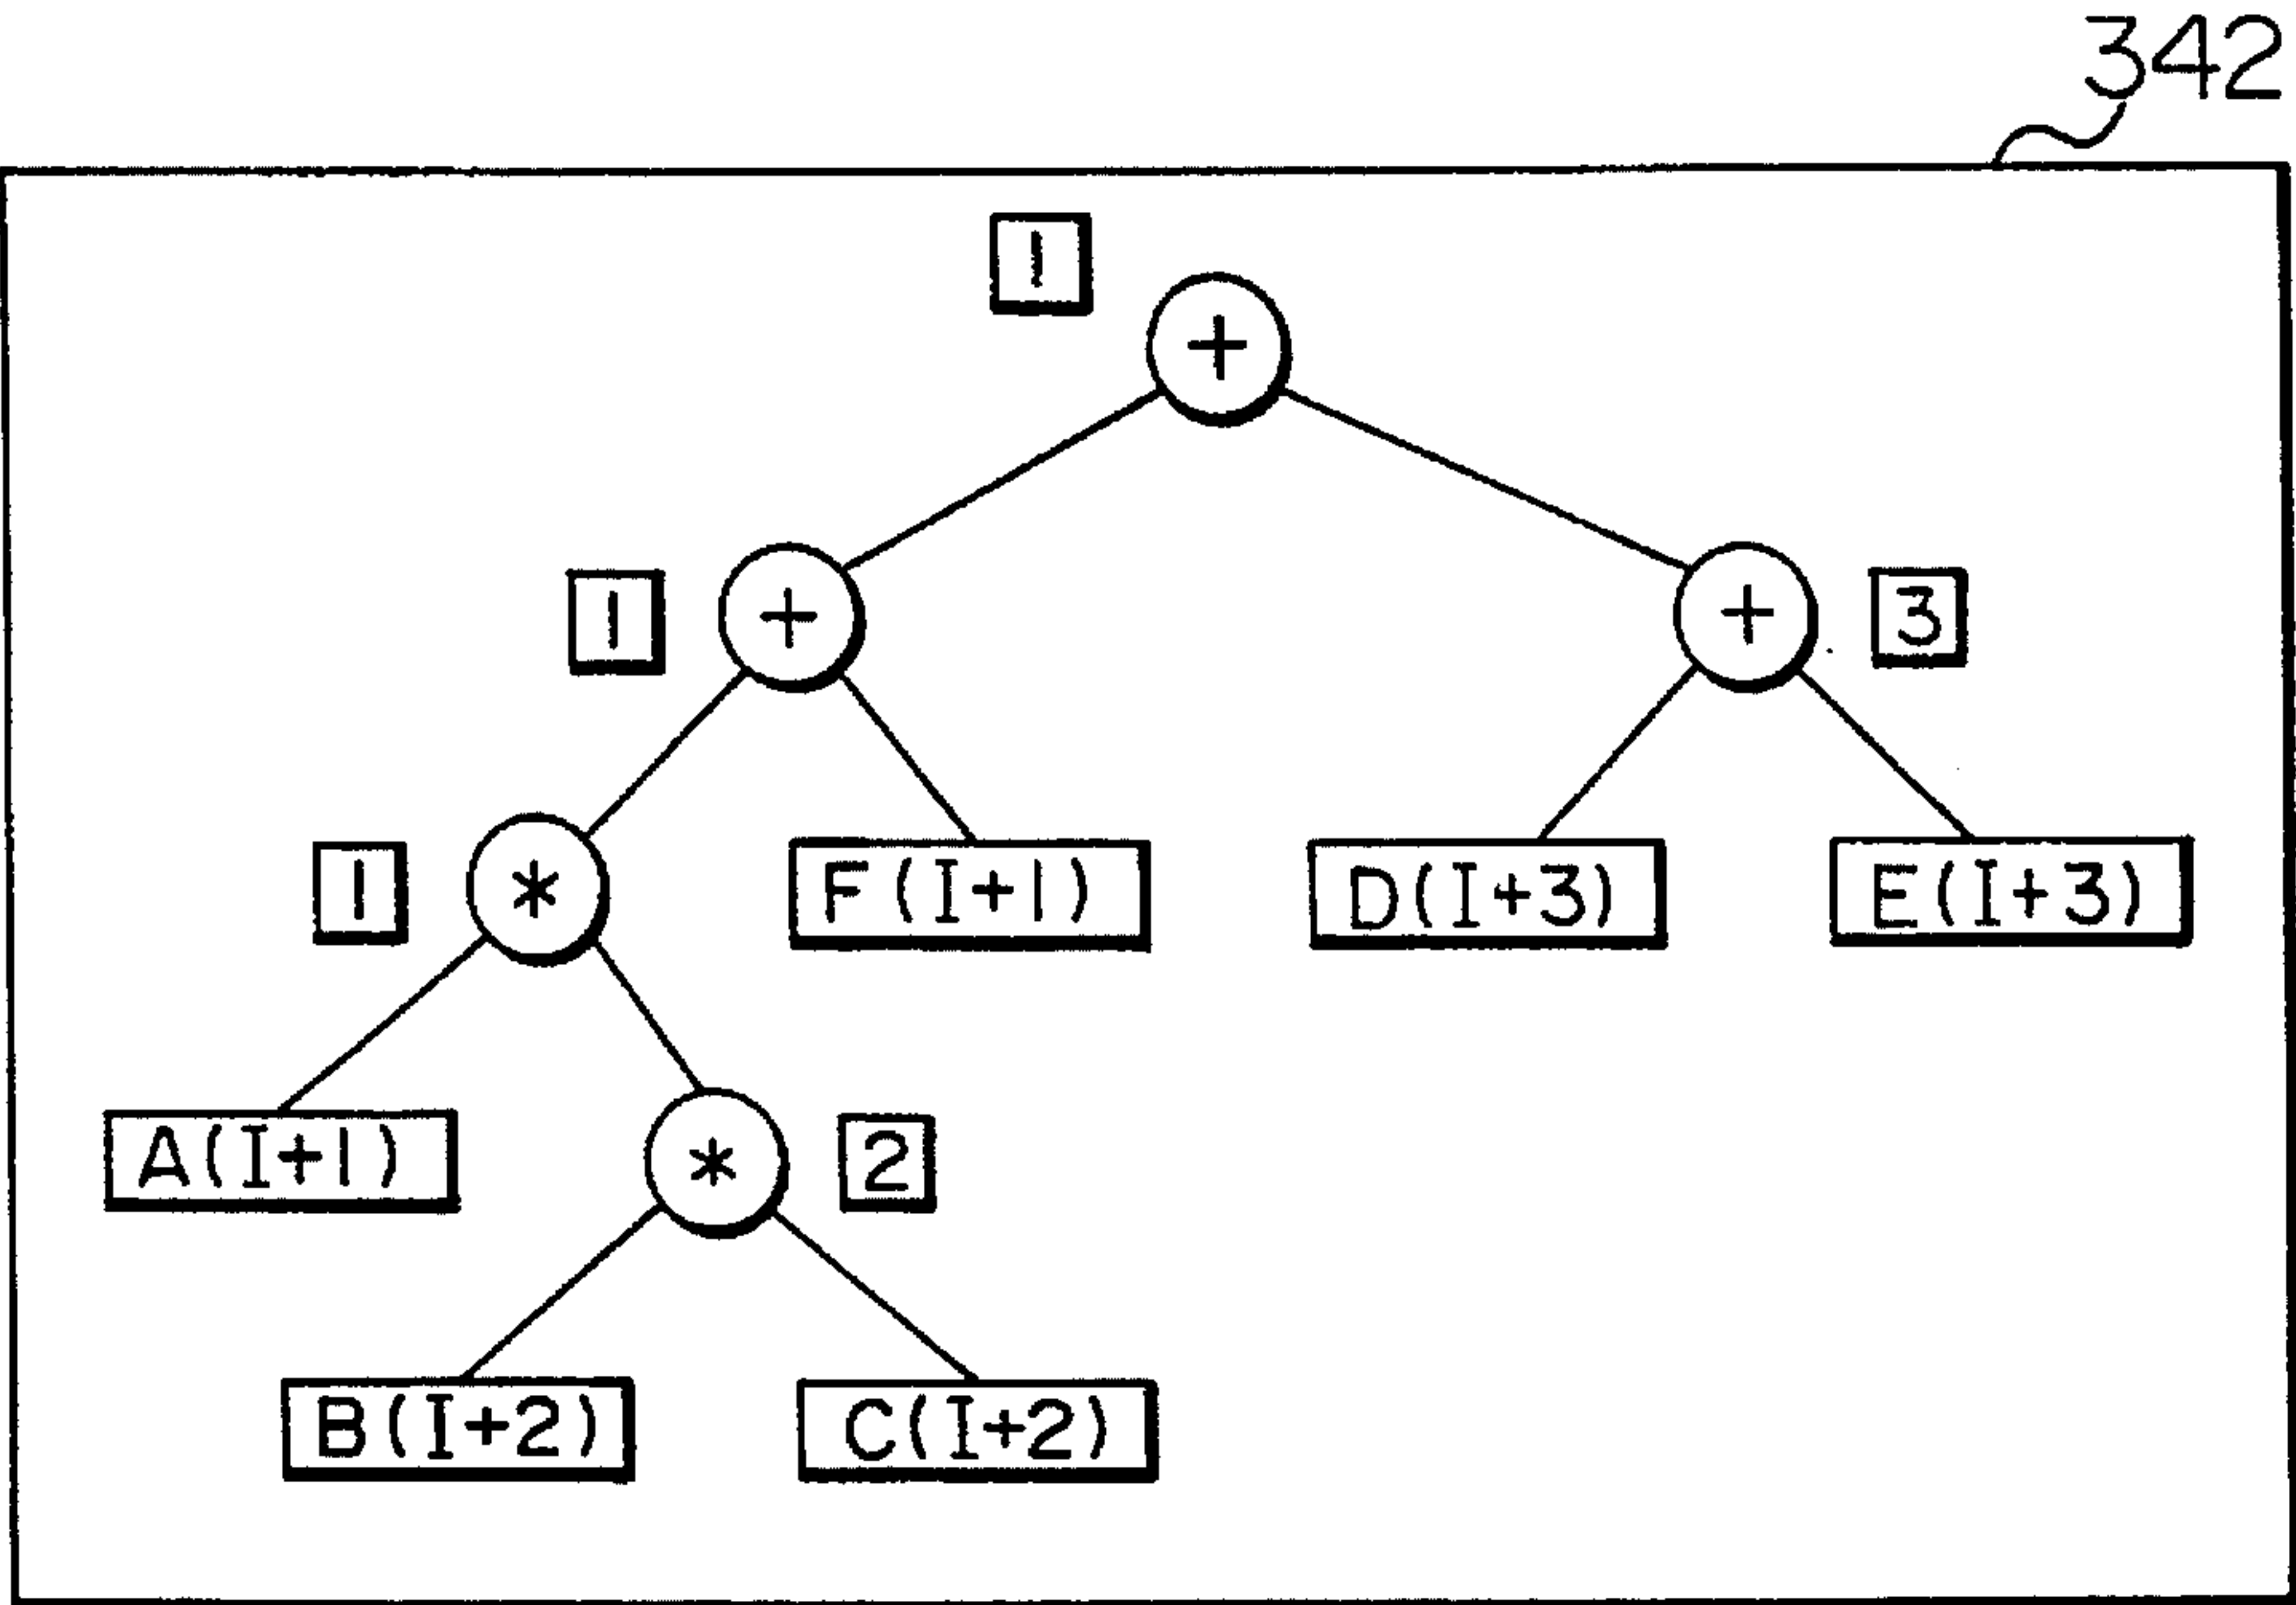 342
1
+
1
+
+
3
1
*
F(I+1)
D(I+3)
E(I+3)
A(I+1)
*
2
B(I+2)
C(I+2)